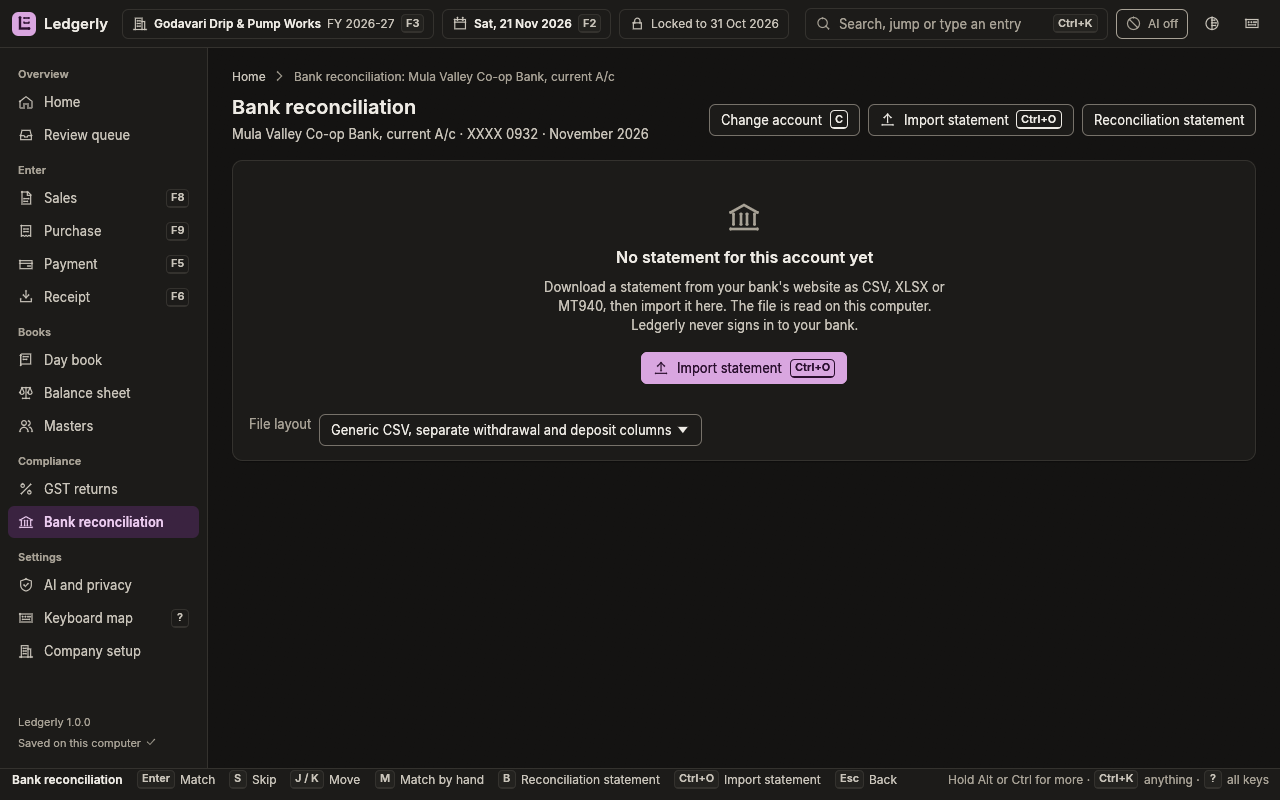 Ledgerly
Godavari Drip & Pump Works FY 2026-27 F3
Sat, 21 Nov 2026 F2
Locked to 31 Oct 2026
Search, jump or type an entry Ctrl+K
AI off
Overview
Home
Review queue
Enter
Sales F8
Purchase F9
Payment F5
Receipt F6
Books
Day book
Balance sheet
Masters
Compliance
GST returns
Bank reconciliation
Settings
AI and privacy
Keyboard map ?
Company setup
Ledgerly 1.0.0
Saved on this computer
Home Bank reconciliation: Mula Valley Co-op Bank, current A/c
Bank reconciliation
Mula Valley Co-op Bank, current A/c · XXXX 0932 · November 2026
Change account C
Import statement Ctrl+O
Reconciliation statement
No statement for this account yet
Download a statement from your bank's website as CSV, XLSX or
MT940, then import it here. The file is read on this computer.
Ledgerly never signs in to your bank.
Import statement Ctrl+O
File layout Generic CSV, separate withdrawal and deposit columns
Bank reconciliation Enter Match S Skip J / K Move M Match by hand B Reconciliation statement Ctrl+O Import statement Esc Back Hold Alt or Ctrl for more · Ctrl+K anything · ? all keys